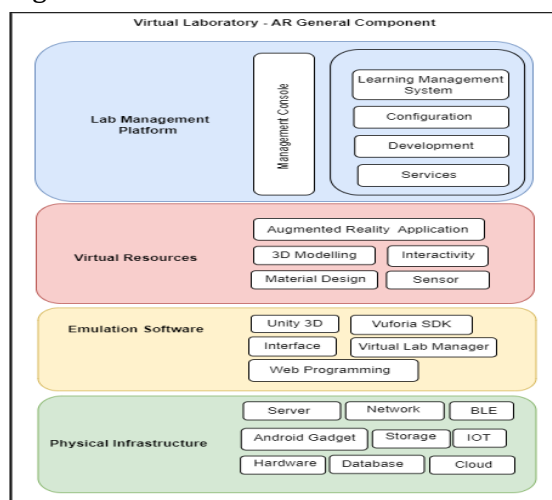 Virtual Laboratory - AR General Component
Lab Management
Platform
Management Console
Learning Management
System
Configuration
Development
Services
Virtual Resources
Augmented Reality Application
3D Modelling
Interactivity
Material Design
Sensor
Emulation Software
Unity 3D
Vuforia SDK
Interface
Virtual Lab Manager
Web Programming
Physical Infrastructure
Server
Network
BLE
Android Gadget
Storage
IOT
Hardware
Database
Cloud